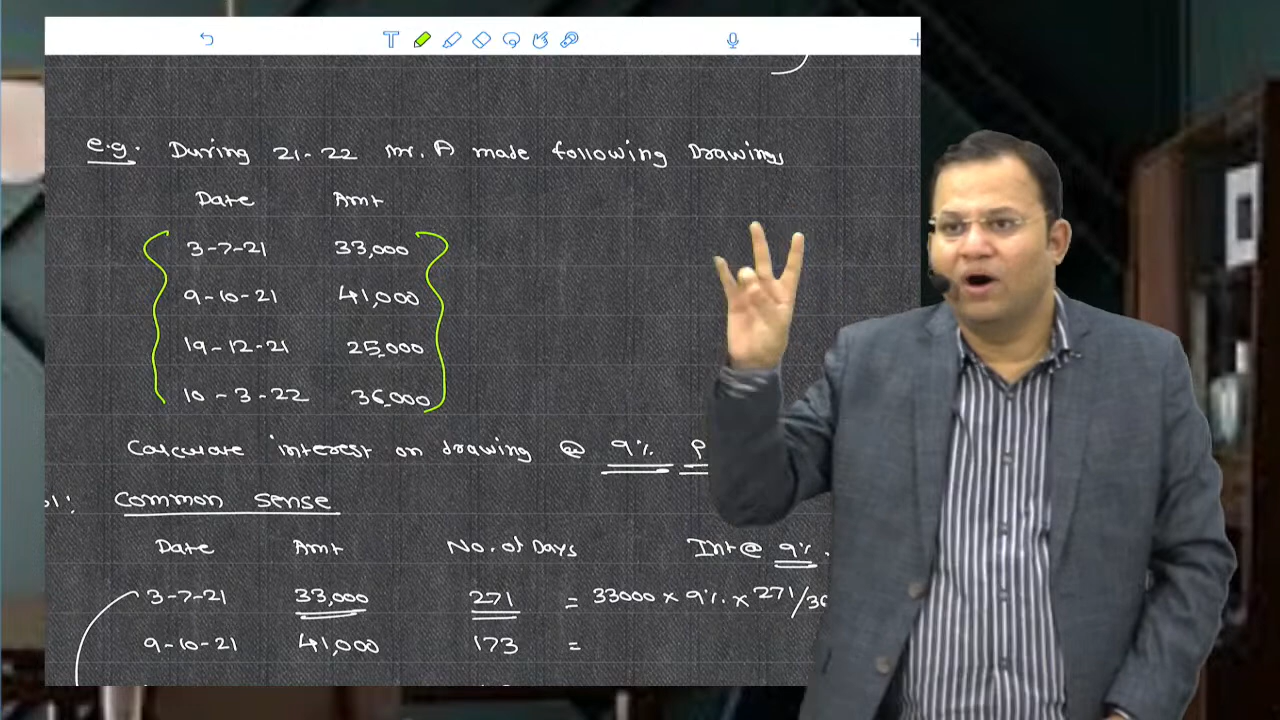 e.g. During 21-22 Mr. A made following Drawings
Date Amt
3-7-21 33,000
9-10-21 41,000
19-12-21 25,000
10-3-22 36,000
Calculate interest on drawing @ 9% P
Common sense
Date Amt No. of Days Int @ 9%.
3-7-21 33,000 271 = 33000 x 9% x 271/36
9-10-21 41,000 173 =